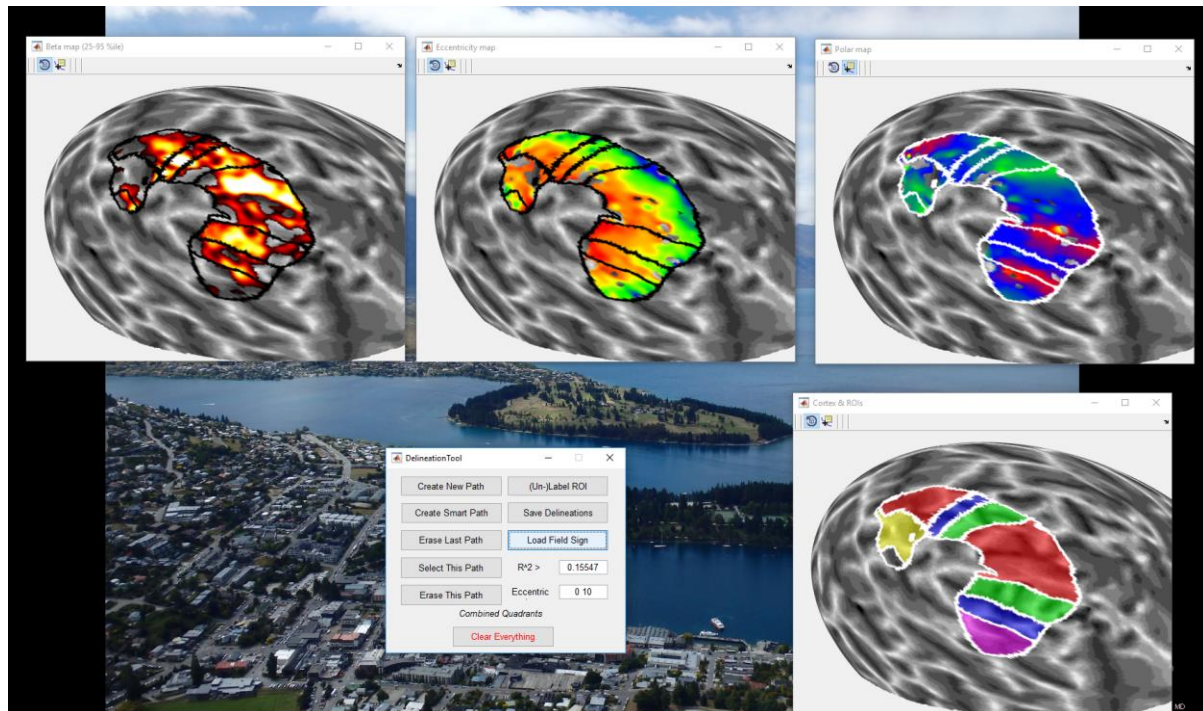 Beta map (25-95 %ile)
Eccentricity map
Polar map
Cortex & ROIs
DelineationTool
Create New Path
(Un-)Label ROI
Create Smart Path
Save Delineations
Erase Last Path
Load Field Sign
Select This Path
R^2 >
0.15547
Erase This Path
Eccentric
0 10
Combined Quadrants
Clear Everything
MD